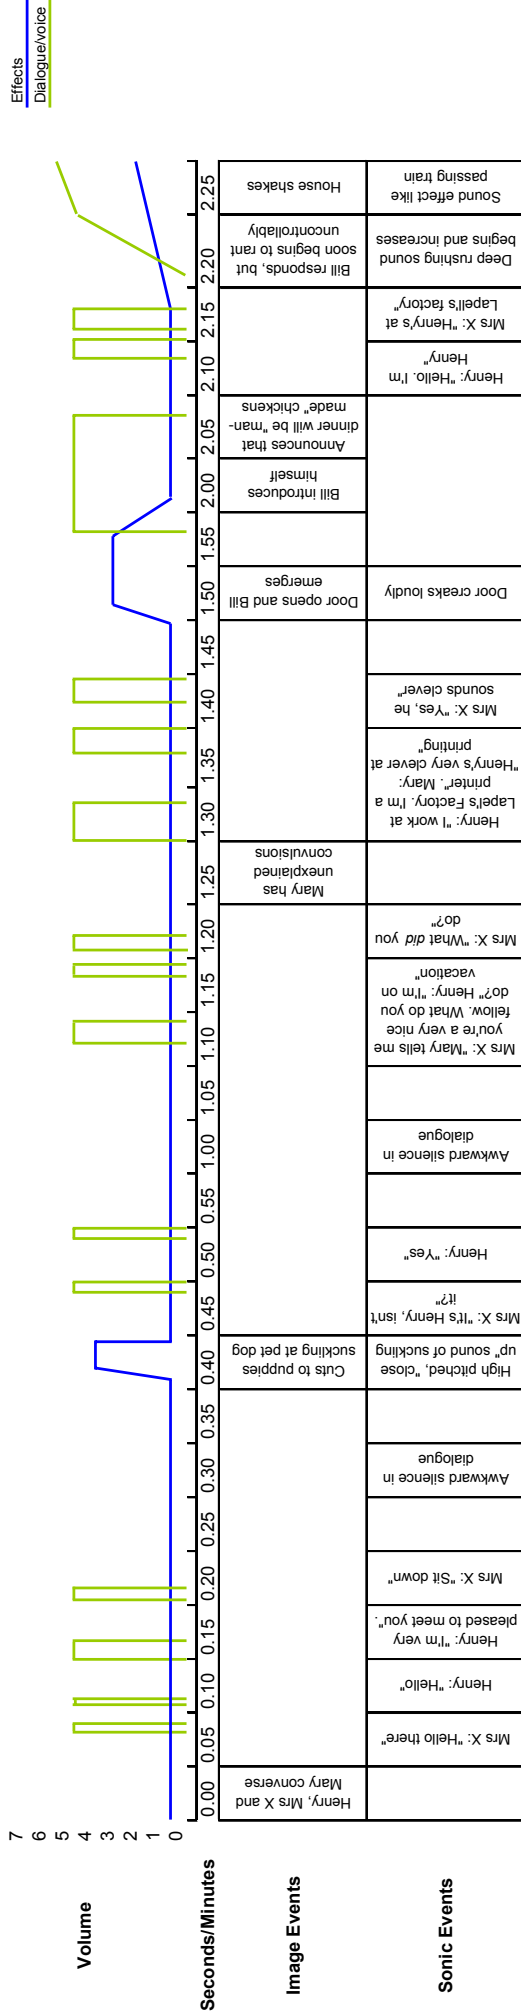 Effects
Dialogue/voice
Volume
7
6
5
4
3
2
1
0
Seconds/Minutes
0.00
0.05
0.10
0.15
0.20
0.25
0.30
0.35
0.40
0.45
0.50
0.55
1.00
1.05
1.10
1.15
1.20
1.25
1.30
1.35
1.40
1.45
1.50
1.55
2.00
2.05
2.10
2.15
2.20
2.25
Image Events
Henry, Mrs X and
Mary converse
Cuts to puppies
suckling at pet dog
Mary has
unexplained
convulsions
Door opens and Bill
emerges
Bill introduces
himself
Announces that
dinner will be "man-
made" chickens
Bill responds, but
soon begins to rant
uncontrollably
House shakes
Sonic Events
Mrs X: "Hello there"
Henry: "Hello"
Henry: "I'm very
pleased to meet you".
Mrs X: "Sit down"
Awkward silence in
dialogue
High pitched, "close
up" sound of suckling
Mrs X: "It's Henry, isn't
it?"
Henry: "Yes"
Awkward silence in
dialogue
Mrs X: "Mary tells me
you're a very nice
fellow. What do you
do?" Henry: "I'm on
vacation"
Mrs X: "What did you
do?"
Henry: "I work at
Lapel's Factory. I'm a
printer". Mary:
"Henry's very clever at
printing"
Mrs X: "Yes, he
sounds clever"
Door creaks loudly
Henry: "Hello. I'm
Henry"
Mrs X: "Henry's at
Lapell's factory"
Deep rushing sound
begins and increases
Sound effect like
passing train